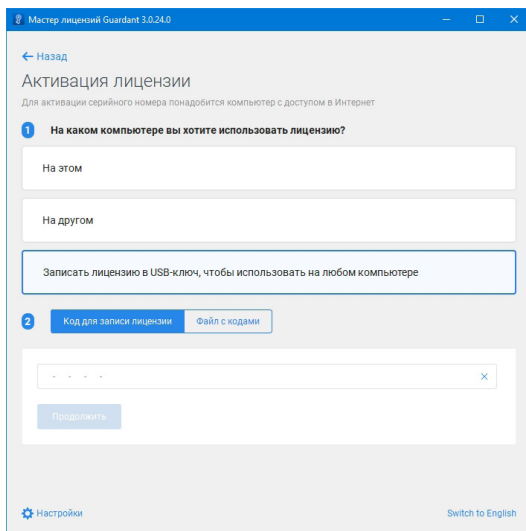 Мастер лицензий Guardant 3.0.24.0
Назад
Активация лицензии
Для активации серийного номера понадобится компьютер с доступом в Интернет
1 На каком компьютере вы хотите использовать лицензию?
На этом
На другом
Записать лицензию в USB-ключ, чтобы использовать на любом компьютере
2 Код для записи лицензии Файл с кодами
- - - -
Продолжить
Настройки Switch to English